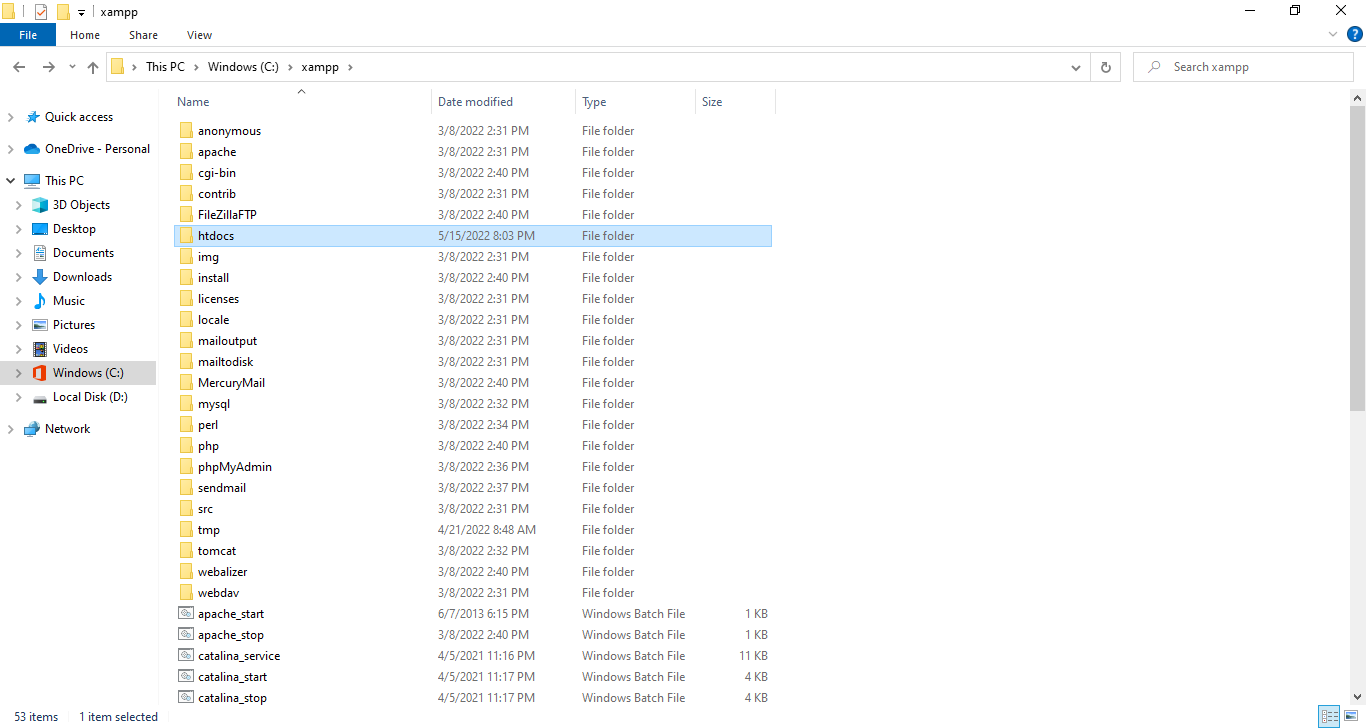 xampp
File Home Share View
This PC Windows (C:) xampp Search xampp
Name Date modified Type Size
Quick access
OneDrive - Personal
This PC
3D Objects
Desktop
Documents
Downloads
Music
Pictures
Videos
Windows (C:)
Local Disk (D:)
Network
anonymous 3/8/2022 2:31 PM File folder
apache 3/8/2022 2:31 PM File folder
cgi-bin 3/8/2022 2:40 PM File folder
contrib 3/8/2022 2:31 PM File folder
FileZillaFTP 3/8/2022 2:40 PM File folder
htdocs 5/15/2022 8:03 PM File folder
img 3/8/2022 2:31 PM File folder
install 3/8/2022 2:40 PM File folder
licenses 3/8/2022 2:31 PM File folder
locale 3/8/2022 2:31 PM File folder
mailoutput 3/8/2022 2:31 PM File folder
mailtodisk 3/8/2022 2:31 PM File folder
MercuryMail 3/8/2022 2:40 PM File folder
mysql 3/8/2022 2:32 PM File folder
perl 3/8/2022 2:34 PM File folder
php 3/8/2022 2:40 PM File folder
phpMyAdmin 3/8/2022 2:36 PM File folder
sendmail 3/8/2022 2:37 PM File folder
src 3/8/2022 2:31 PM File folder
tmp 4/21/2022 8:48 AM File folder
tomcat 3/8/2022 2:32 PM File folder
webalizer 3/8/2022 2:40 PM File folder
webdav 3/8/2022 2:31 PM File folder
apache_start 6/7/2013 6:15 PM Windows Batch File 1 KB
apache_stop 3/8/2022 2:40 PM Windows Batch File 1 KB
catalina_service 4/5/2021 11:16 PM Windows Batch File 11 KB
catalina_start 4/5/2021 11:17 PM Windows Batch File 4 KB
catalina_stop 4/5/2021 11:17 PM Windows Batch File 4 KB
53 items 1 item selected